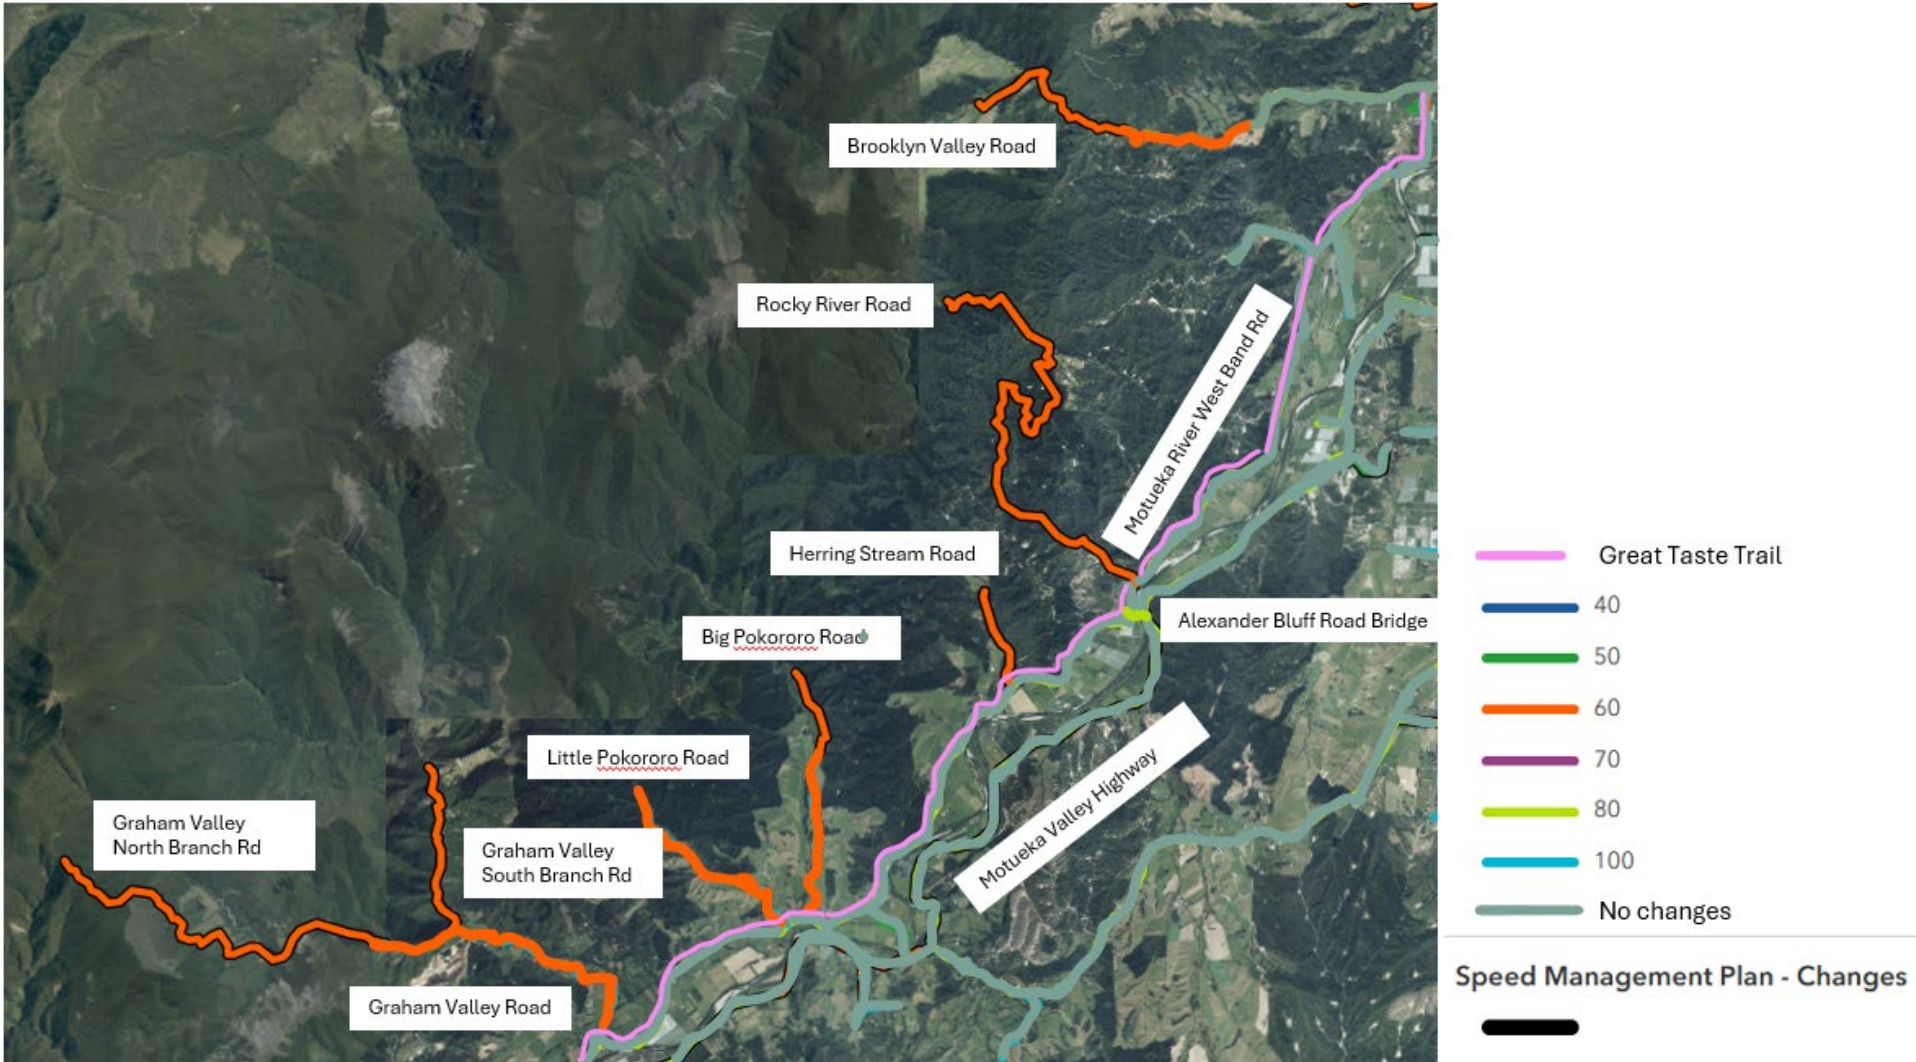 Brooklyn Valley Road
Rocky River Road
Motueka River West Band Rd
Herring Stream Road
Alexander Bluff Road Bridge
Big Pokororo Road
Little Pokororo Road
Motueka Valley Highway
Graham Valley
North Branch Rd
Graham Valley
South Branch Rd
Graham Valley Road
Great Taste Trail
40
50
60
70
80
100
No changes
Speed Management Plan - Changes